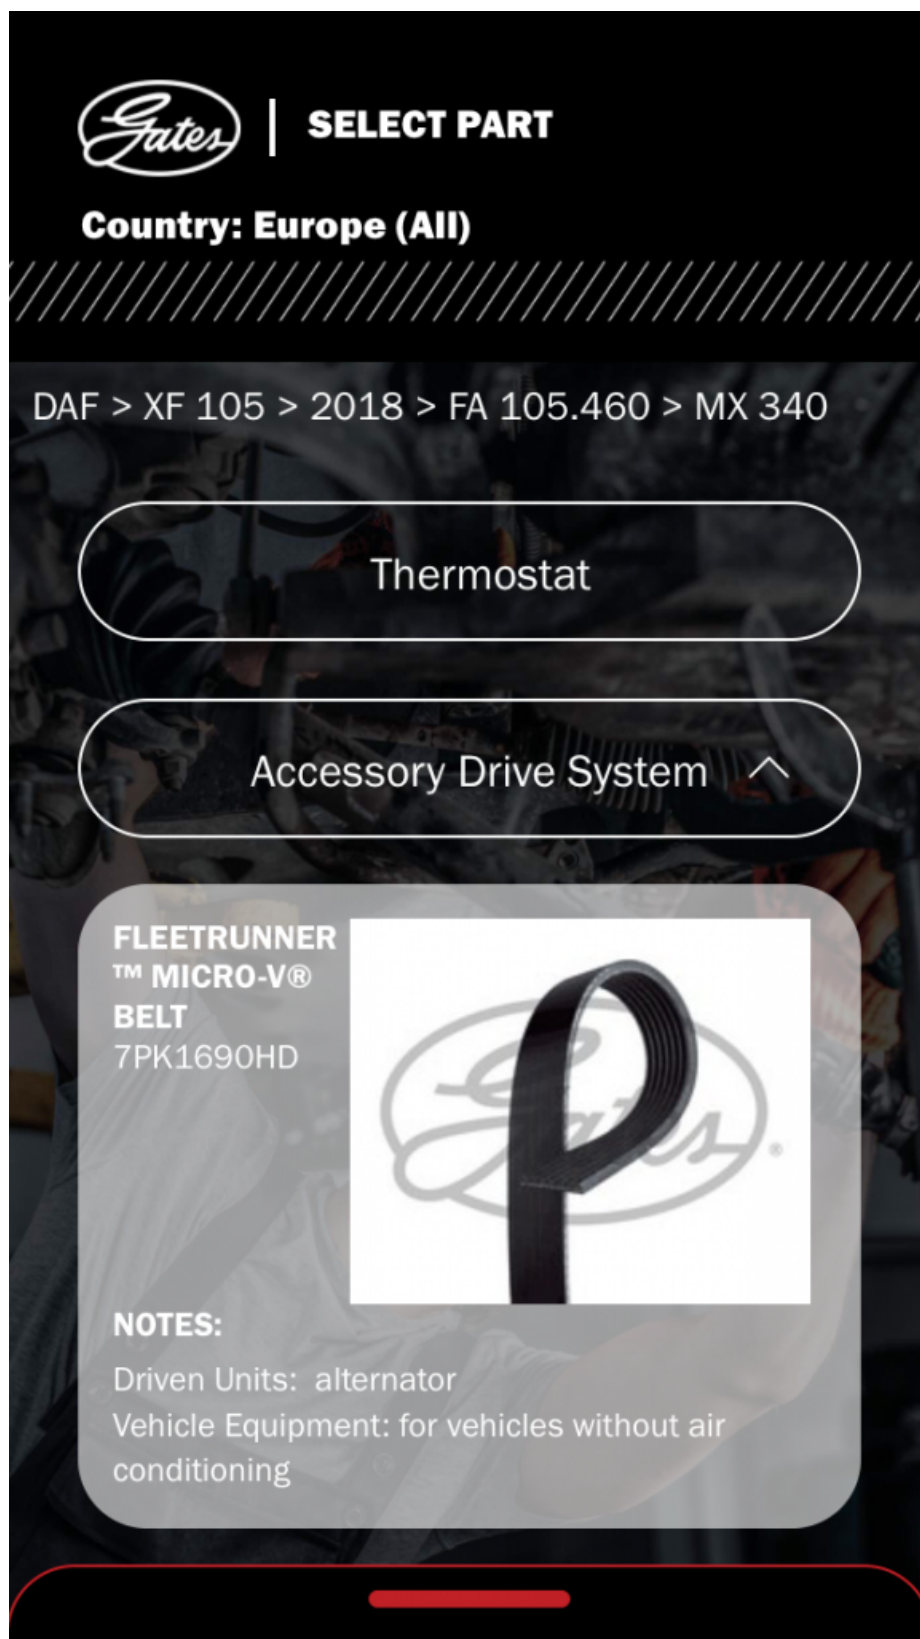 Gates | SELECT PART
Country: Europe (All)
DAF > XF 105 > 2018 > FA 105.460 > MX 340
Thermostat
Accessory Drive System
FLEETRUNNER
™ MICRO-V®
BELT
7PK1690HD
Gates®
NOTES:
Driven Units: alternator
Vehicle Equipment: for vehicles without air
conditioning